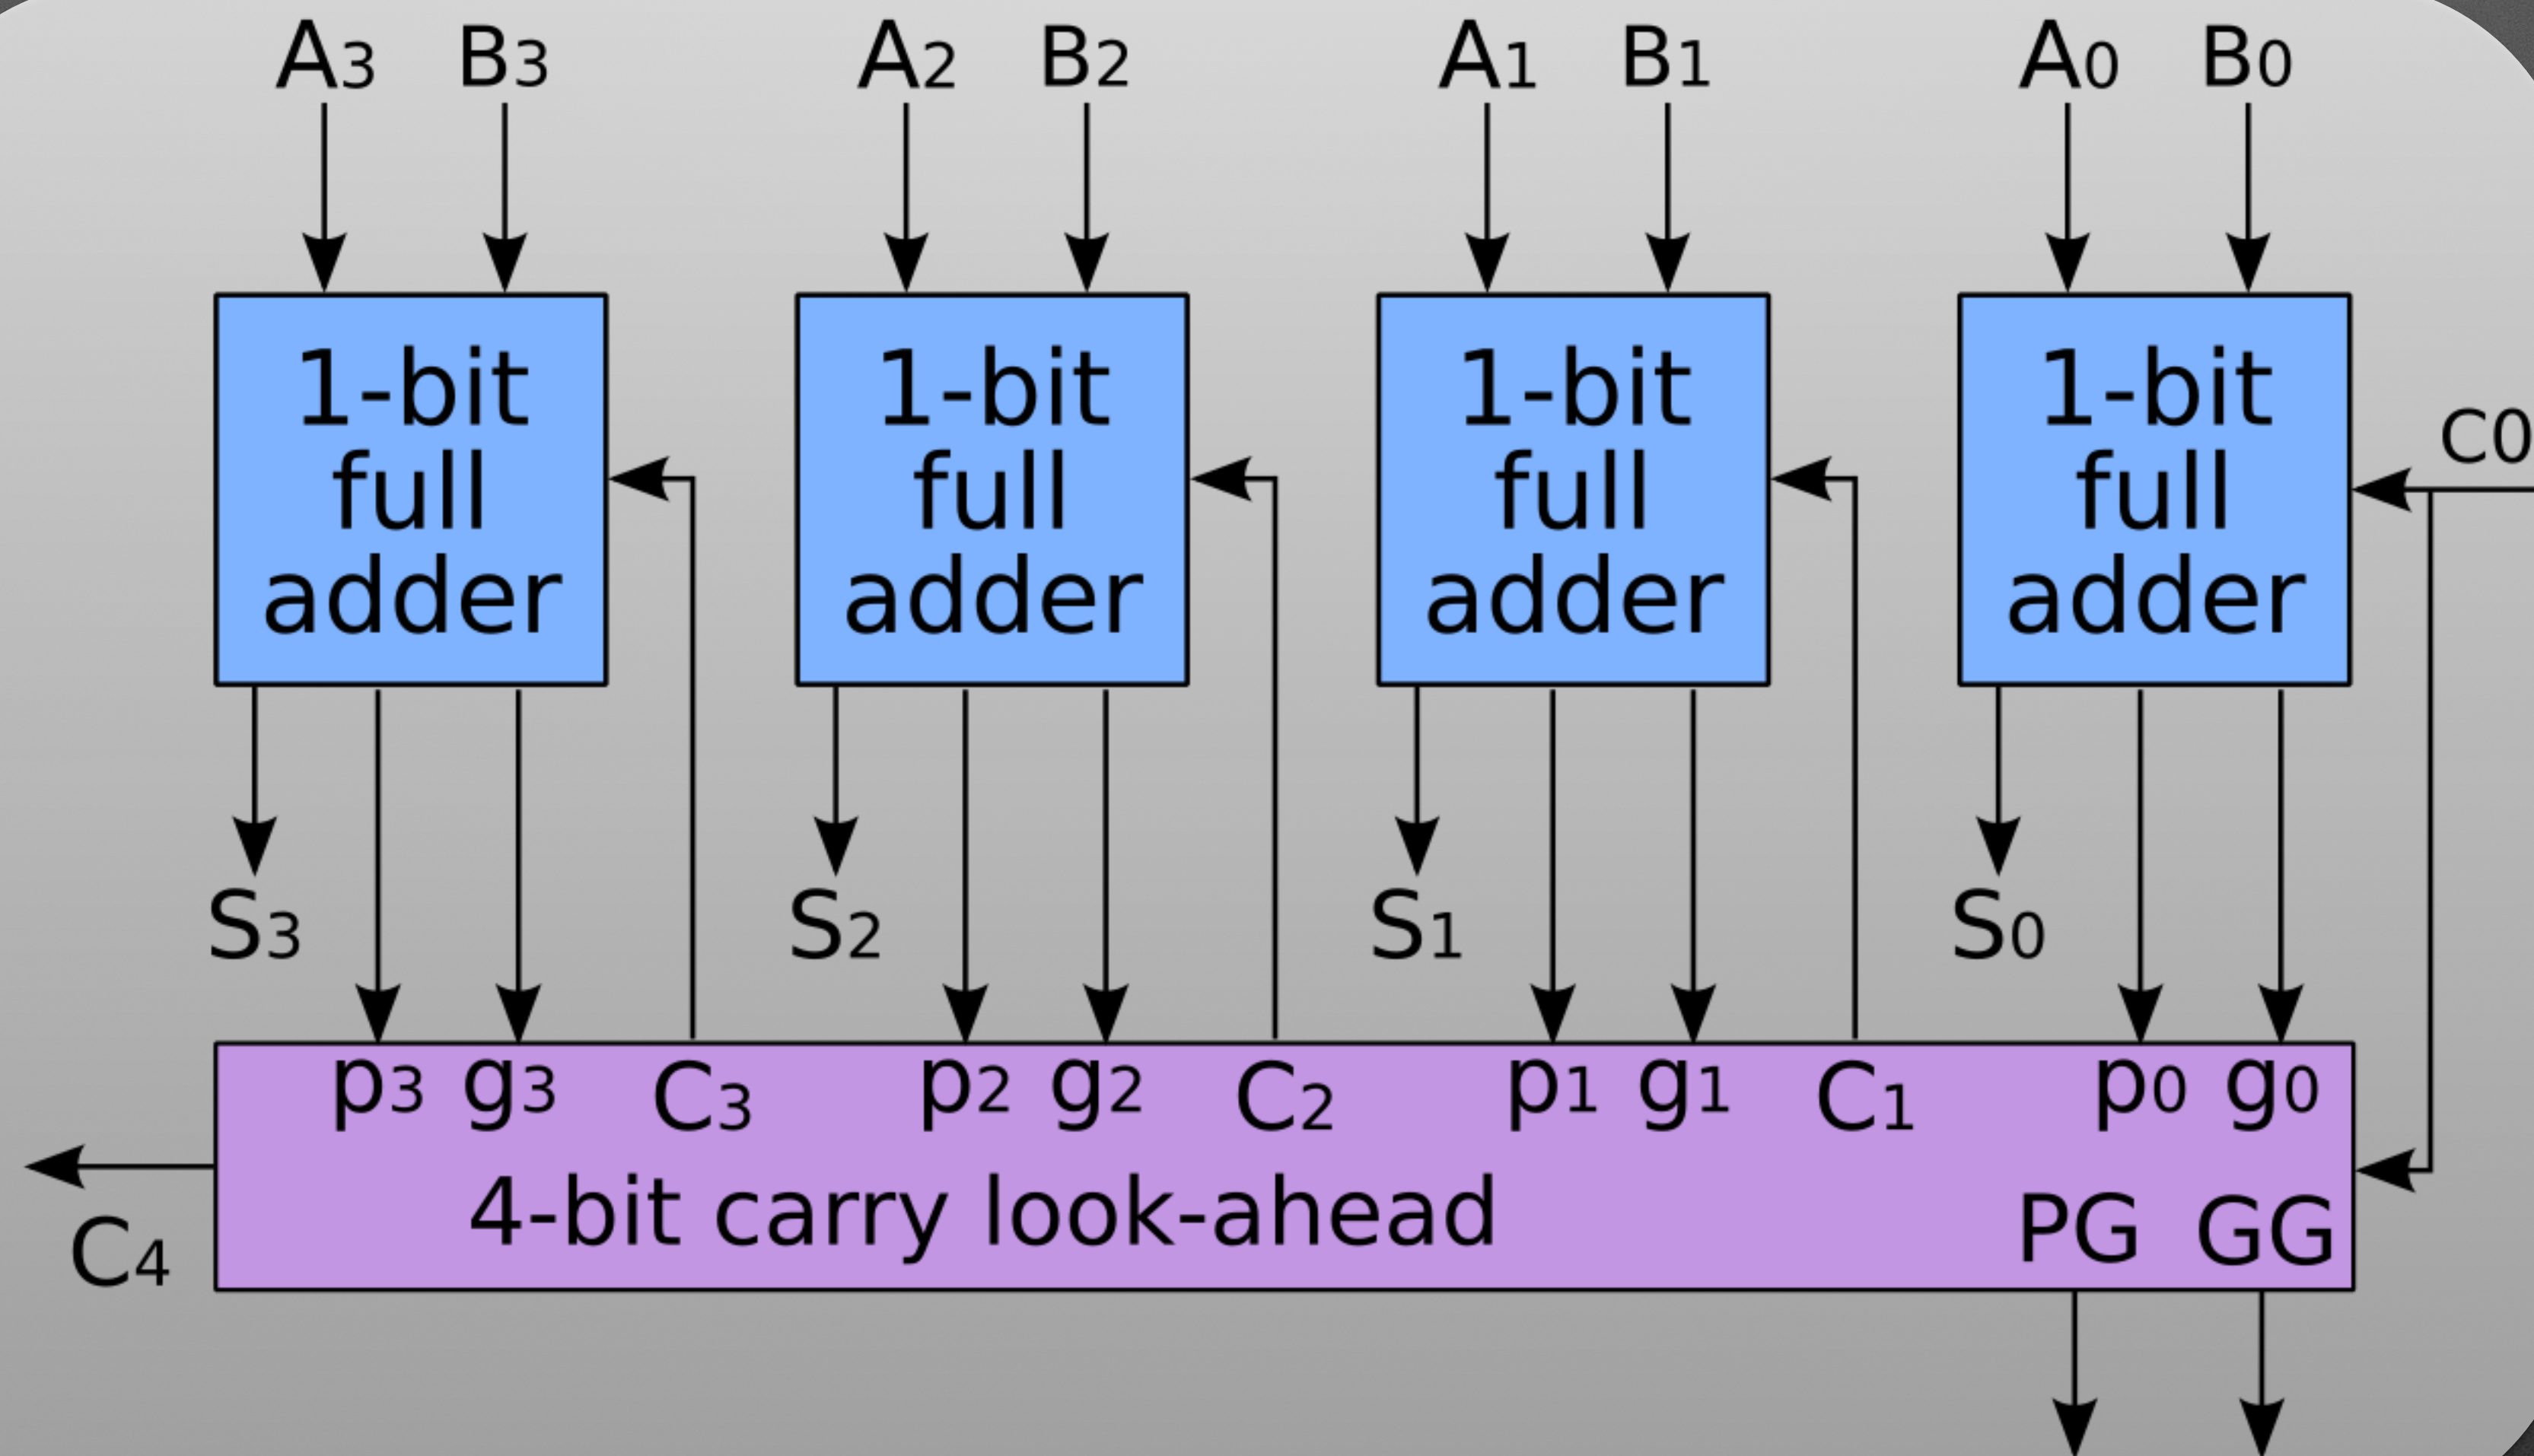 A3 B3 A2 B2 A1 B1 A0 B0
1-bit full adder
1-bit full adder
1-bit full adder
1-bit full adder
C0
S3 S2 S1 S0
p3 g3 C3 p2 g2 C2 p1 g1 C1 p0 g0
4-bit carry look-ahead PG GG
C4